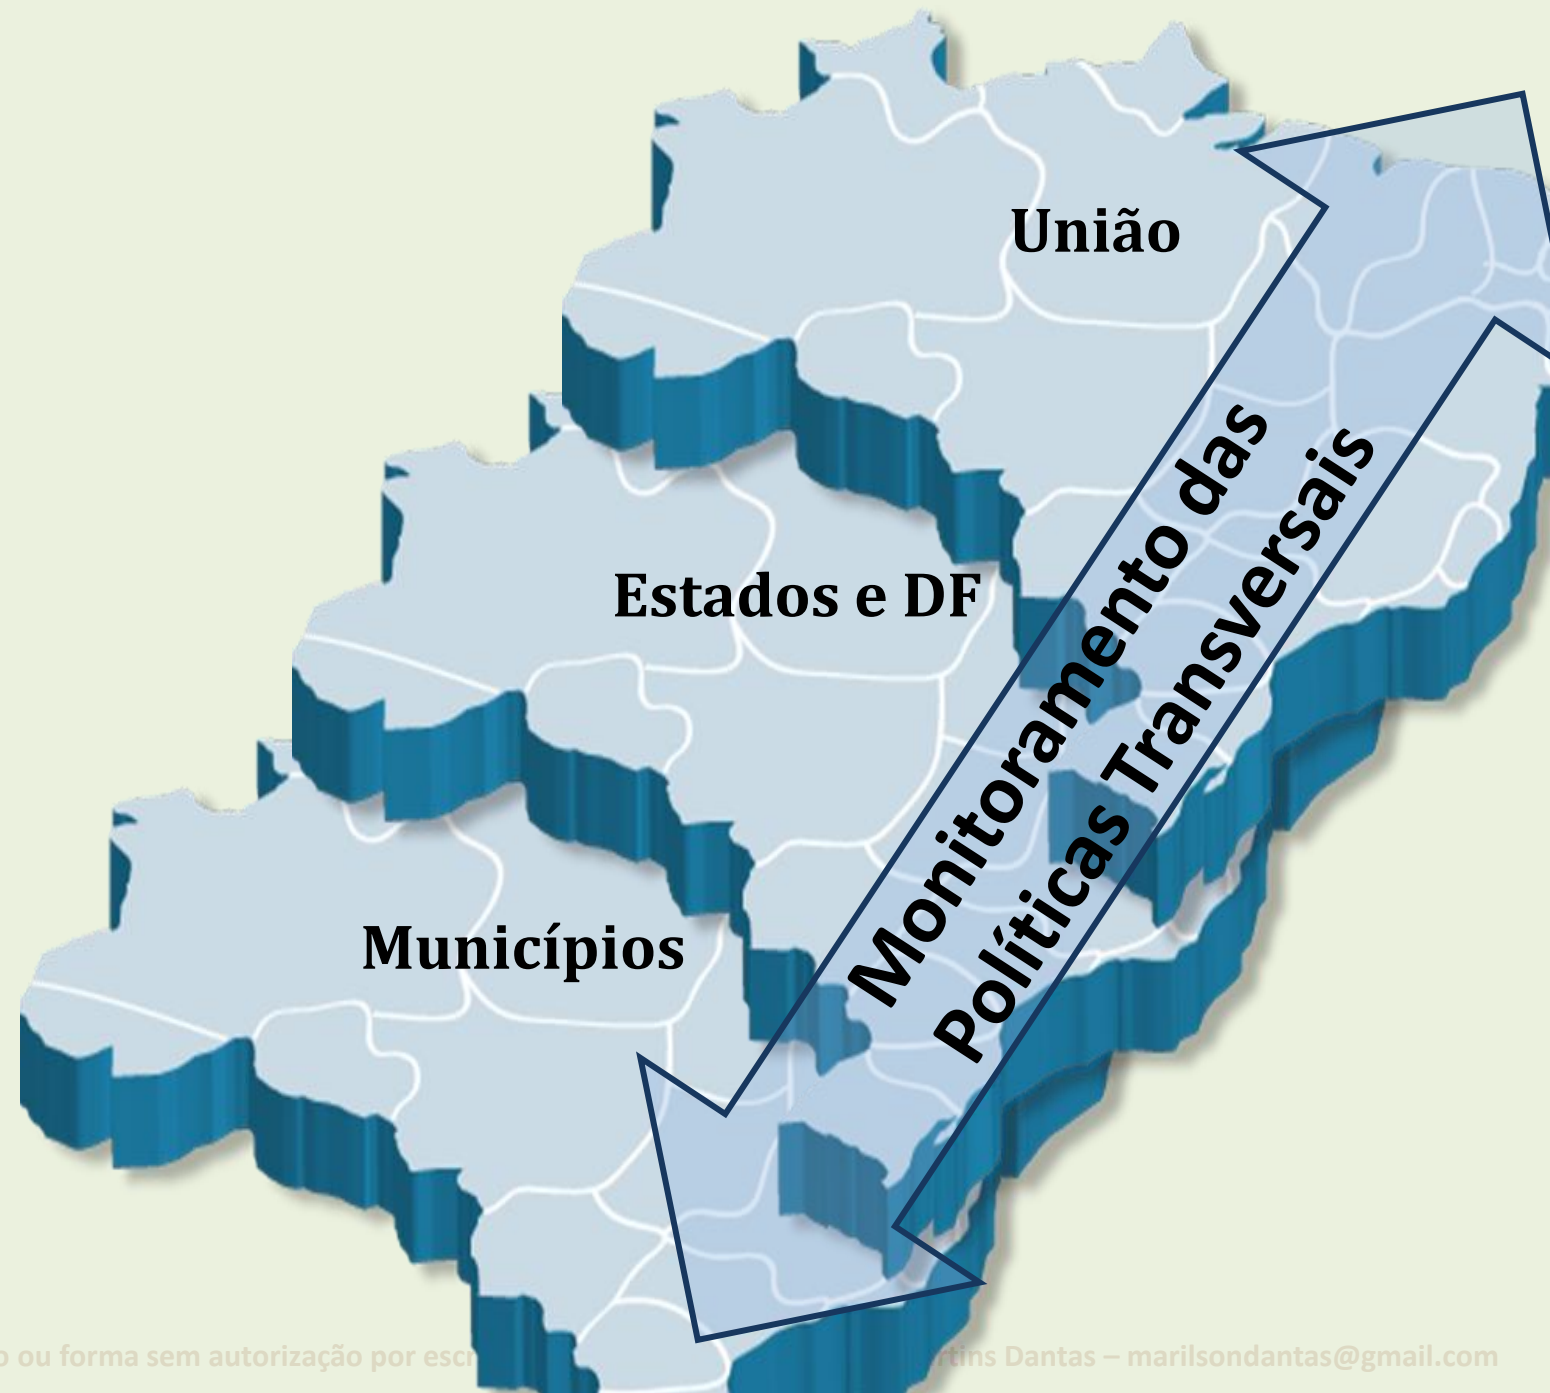 União
Estados e DF
Municípios
Monitoramento das
Políticas Transversais
o ou forma sem autorização por escr
rtins Dantas – marilsondantas@gmail.com